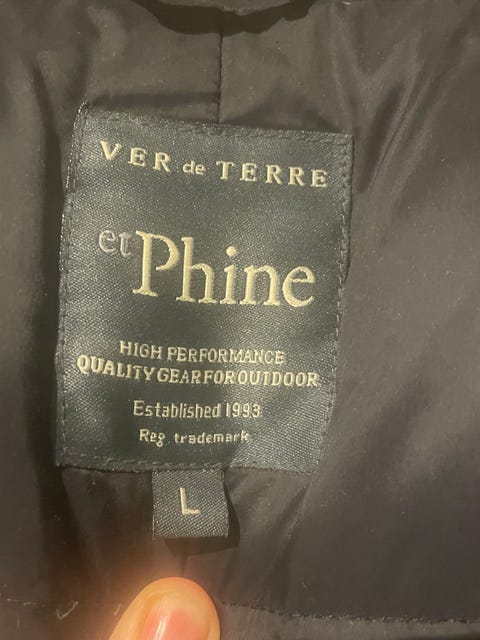 VER de TERRE
et Phine
HIGH PERFORMANCE
QUALITY GEAR FOR OUTDOOR
Established 1993
Reg. trademark
L